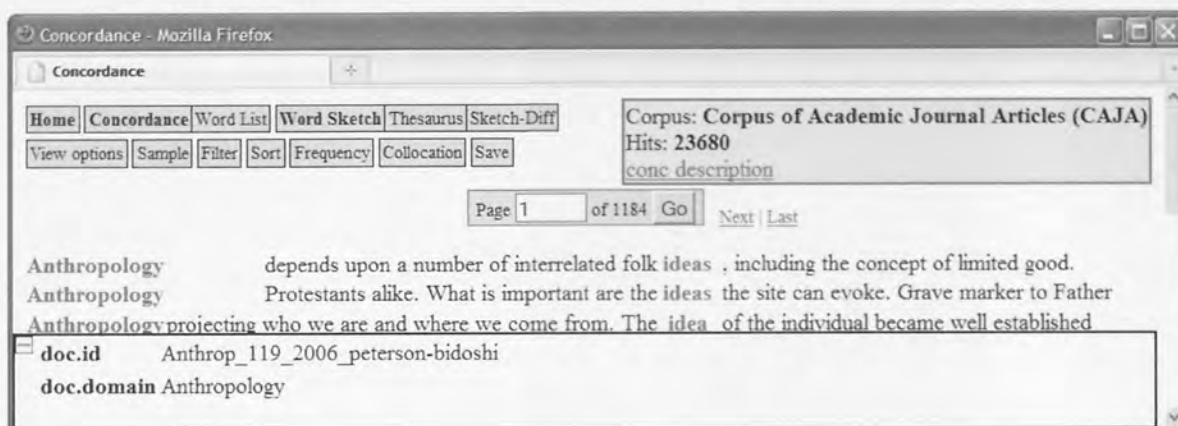 Concordance - Mozilla Firefox
Concordance
Home Concordance Word List Word Sketch Thesaurus Sketch-Diff
View options Sample Filter Sort Frequency Collocation Save
Corpus: Corpus of Academic Journal Articles (CAJA)
Hits: 23680
conc description
Page 1 of 1184 Go Next | Last
Anthropology depends upon a number of interrelated folk ideas , including the concept of limited good.
Anthropology Protestants alike. What is important are the ideas the site can evoke. Grave marker to Father
Anthropology projecting who we are and where we come from. The idea of the individual became well established
doc.id Anthrop_119_2006_peterson-bidoshi
doc.domain Anthropology